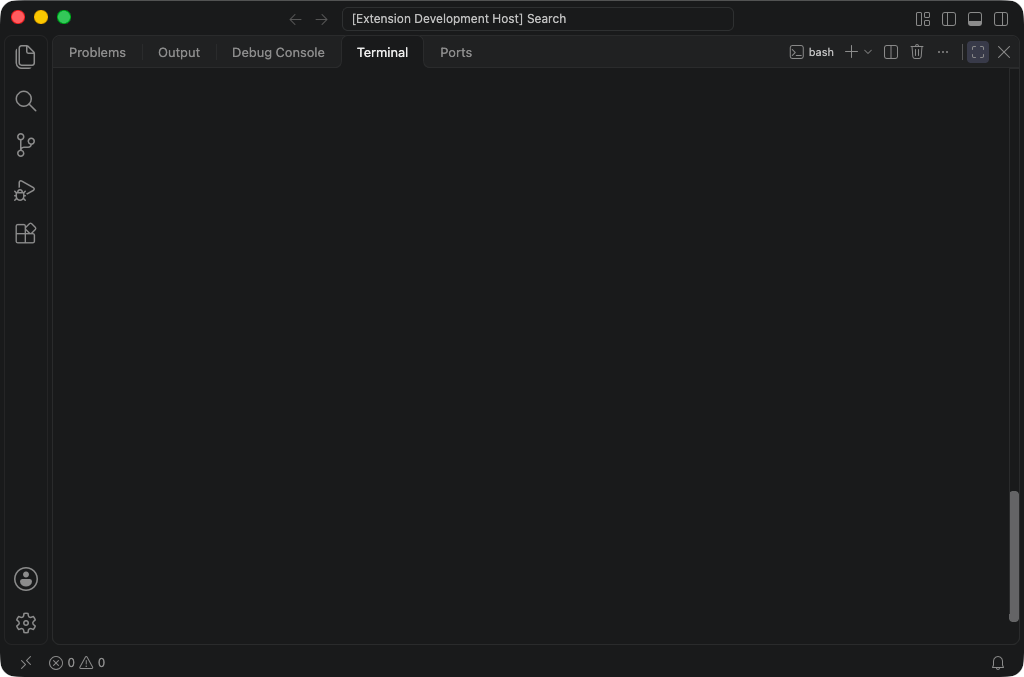 [Extension Development Host] Search
Problems Output Debug Console Terminal Ports bash
0 0